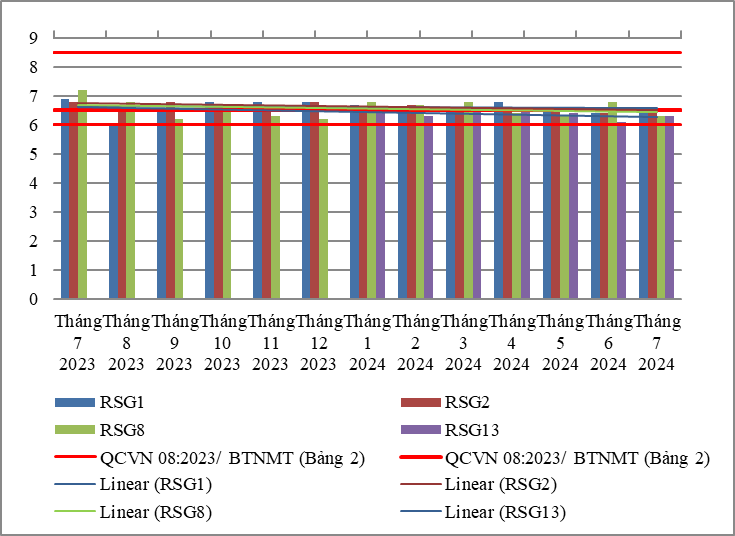 9
8
7
6
5
4
3
2
1
0
Tháng Tháng Tháng Tháng Tháng Tháng Tháng Tháng Tháng Tháng Tháng Tháng Tháng
7 8 9 10 11 12 1 2 3 4 5 6 7
2023 2023 2023 2023 2023 2023 2024 2024 2024 2024 2024 2024 2024
RSG1 RSG2
RSG8 RSG13
QCVN 08:2023/ BTNMT (Bảng 2) QCVN 08:2023/ BTNMT (Bảng 2)
Linear (RSG1) Linear (RSG2)
Linear (RSG8) Linear (RSG13)